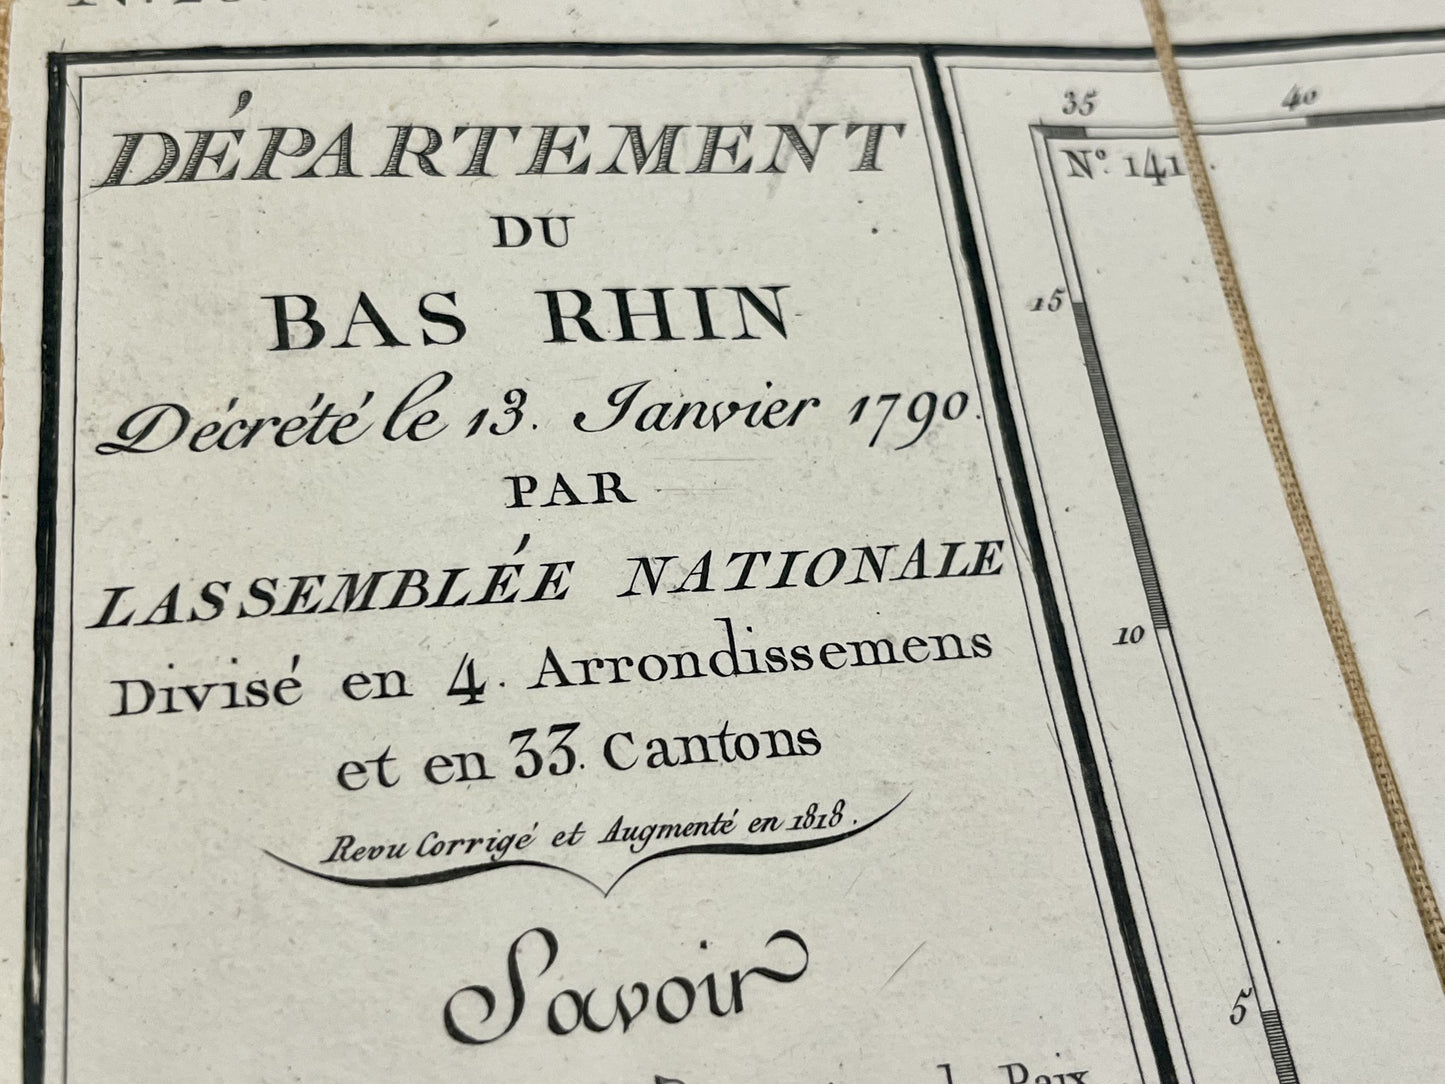 DÉPARTEMENT
DU
BAS RHIN
Décrété le 13. Janvier 1790.
PAR
LASSEMBLÉE NATIONALE
Divisé en 4. Arrondissemens
et en 33. Cantons
Revu Corrigé et Augmenté en 1818.
Savoir
Paix
35
40
N.º 141.
15
10
5